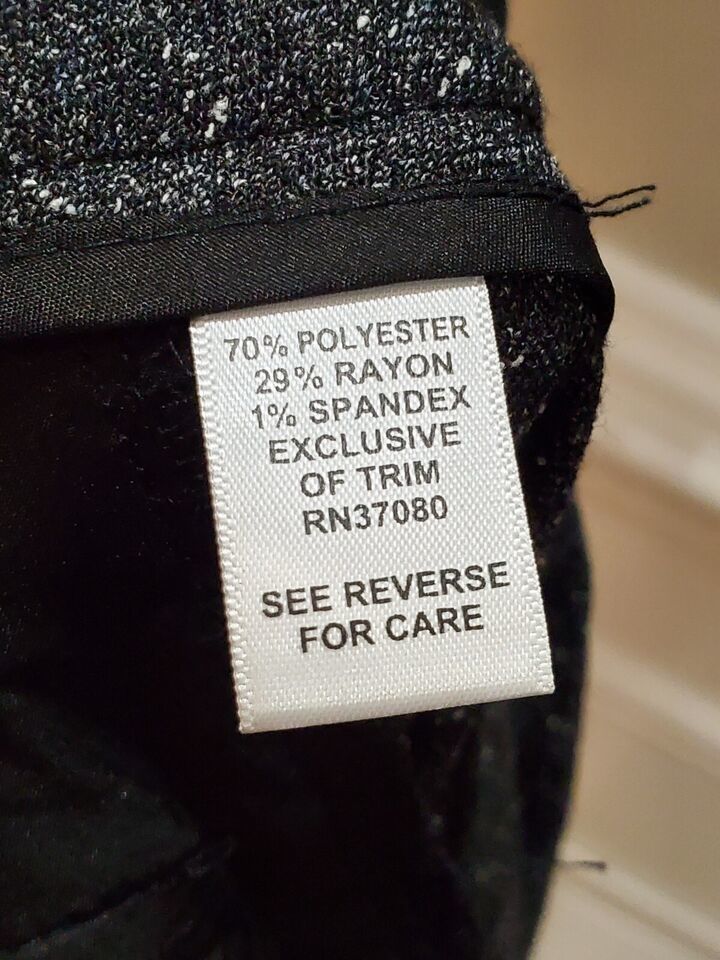 70% POLYESTER
29% RAYON
1% SPANDEX
EXCLUSIVE
OF TRIM
RN37080
SEE REVERSE
FOR CARE